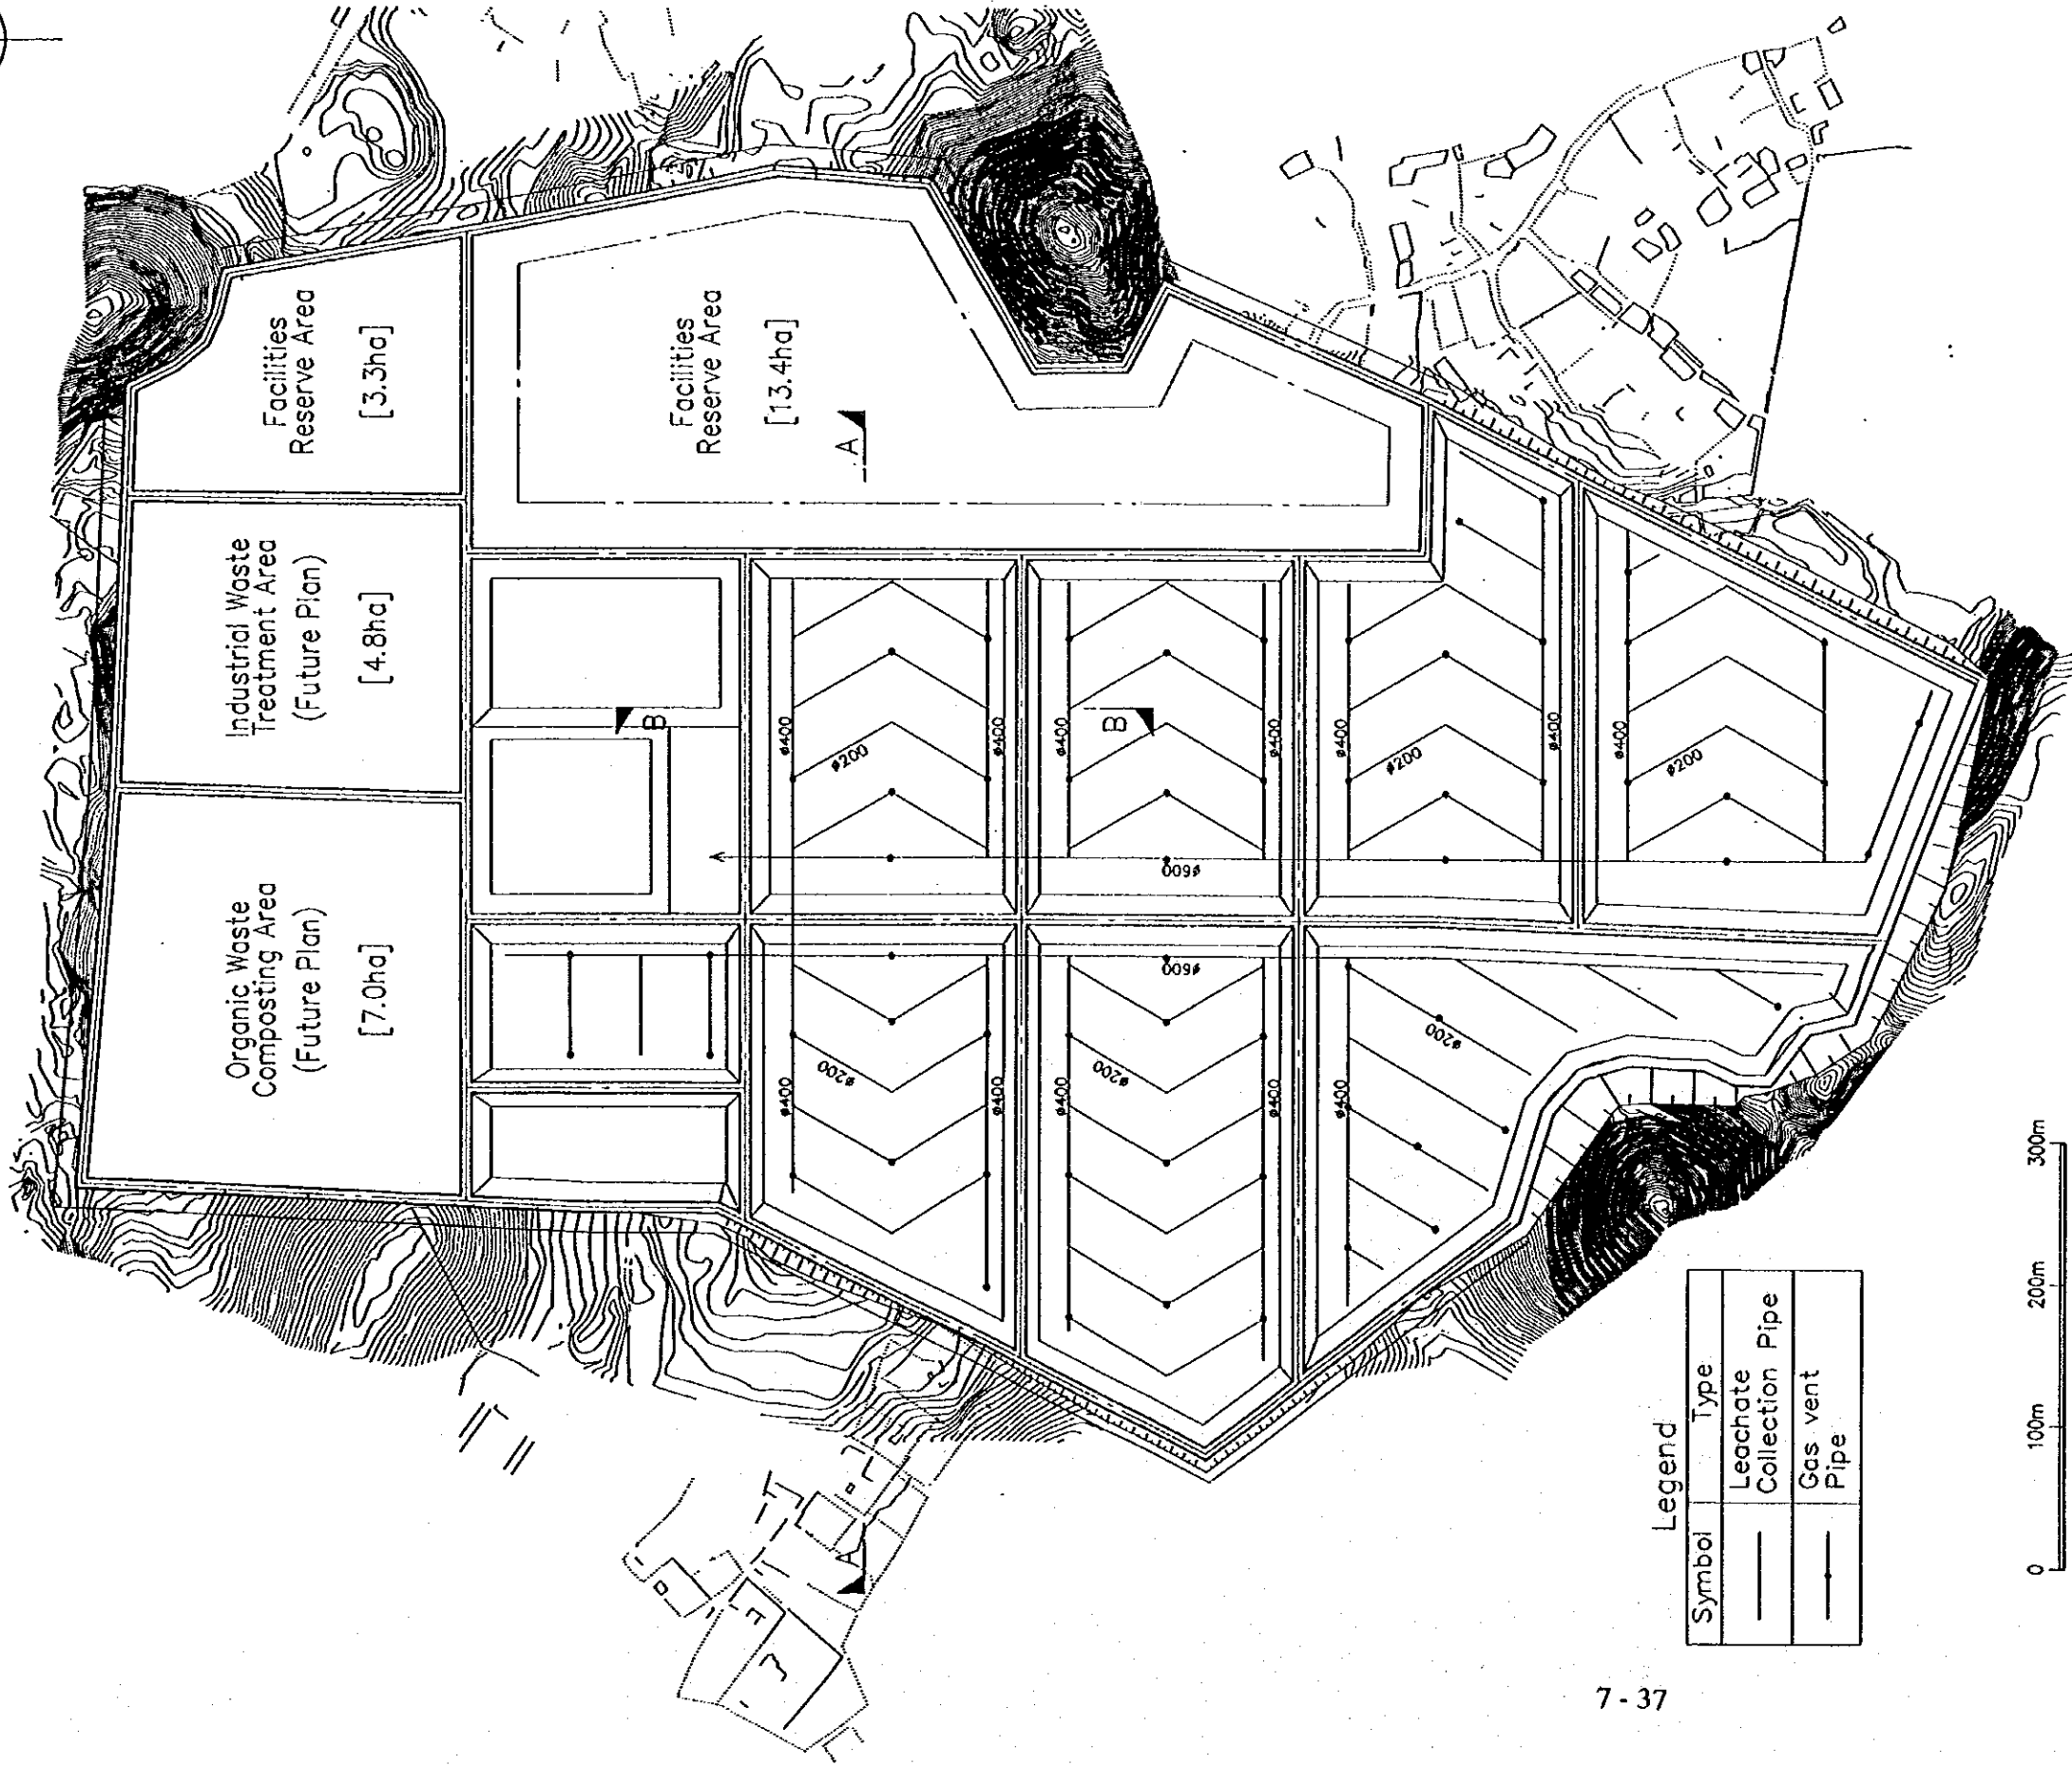 Organic Waste
Composting Area
(Future Plan)
[7.0ha]
Industrial Waste
Treatment Area
(Future Plan)
[4.8ha]
Facilities
Reserve Area
[3.3ha]
Facilities
Reserve Area
[13.4ha]
A
A
B
B
ø400
ø200
ø400
ø400
ø400
ø600
ø400
ø200
ø400
ø400
ø200
ø400
ø200
ø400
ø400
ø200
ø400
ø600
ø400
ø200
Legend
Symbol Type
Leachate
Collection Pipe
Gas vent
Pipe
0 100m 200m 300m
7 - 37